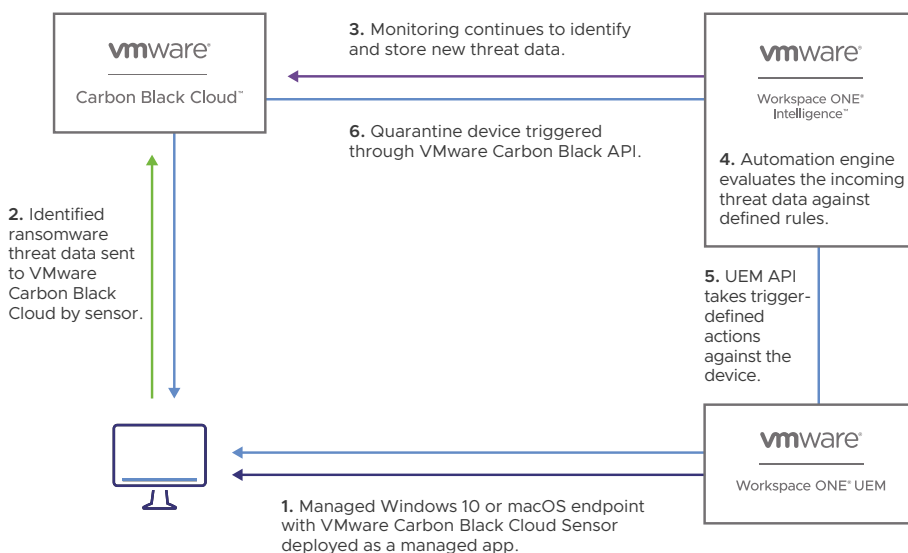 vmware®
Carbon Black Cloud™
3. Monitoring continues to identify
and store new threat data.
vmware®
Workspace ONE®
Intelligence™
6. Quarantine device triggered
through VMware Carbon Black API.
4. Automation engine
evaluates the incoming
threat data against
defined rules.
2. Identified
ransomware
threat data sent
to VMware
Carbon Black
Cloud by sensor.
5. UEM API
takes trigger-
defined
actions
against the
device.
vmware®
Workspace ONE® UEM
1. Managed Windows 10 or macOS endpoint
with VMware Carbon Black Cloud Sensor
deployed as a managed app.